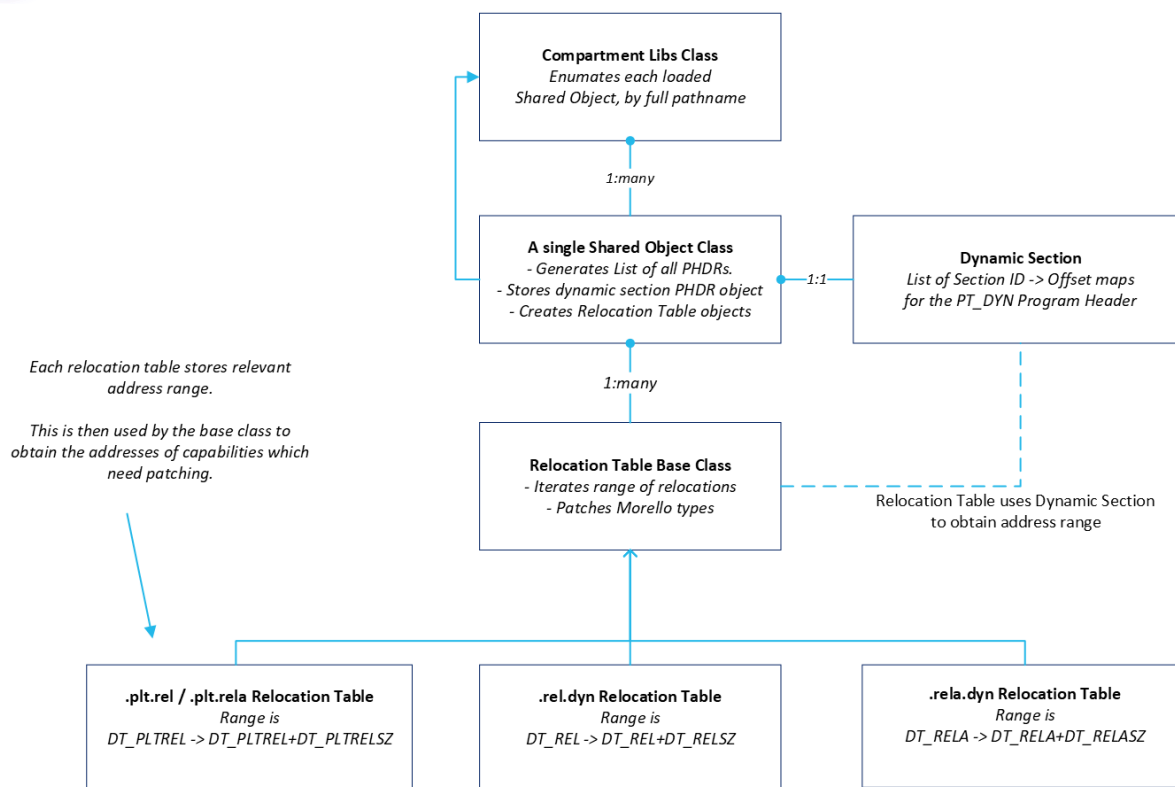 Compartment Libs Class
Enumates each loaded
Shared Object, by full pathname
1:many
A single Shared Object Class
- Generates List of all PHDRs.
- Stores dynamic section PHDR object
- Creates Relocation Table objects
1:1
Dynamic Section
List of Section ID -> Offset maps
for the PT_DYN Program Header
1:many
Each relocation table stores relevant
address range.
This is then used by the base class to
obtain the addresses of capabilities which
need patching.
Relocation Table Base Class
- Iterates range of relocations
- Patches Morello types
Relocation Table uses Dynamic Section
to obtain address range
.plt.rel / .plt.rela Relocation Table
Range is
DT_PLTREL -> DT_PLTREL+DT_PLTRELSZ
.rel.dyn Relocation Table
Range is
DT_REL -> DT_REL+DT_RELSZ
.rela.dyn Relocation Table
Range is
DT_RELA -> DT_RELA+DT_RELASZ